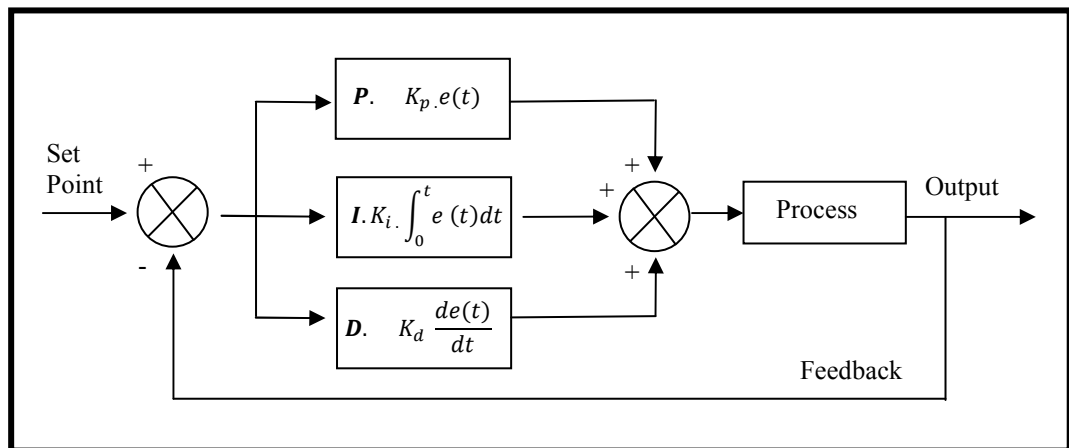 P. K_p . e(t)
+
Set
Point
+
+
I. K_i . ∫_0^t e (t)dt
Process
Output
-
+
D. K_d de(t)/dt
Feedback